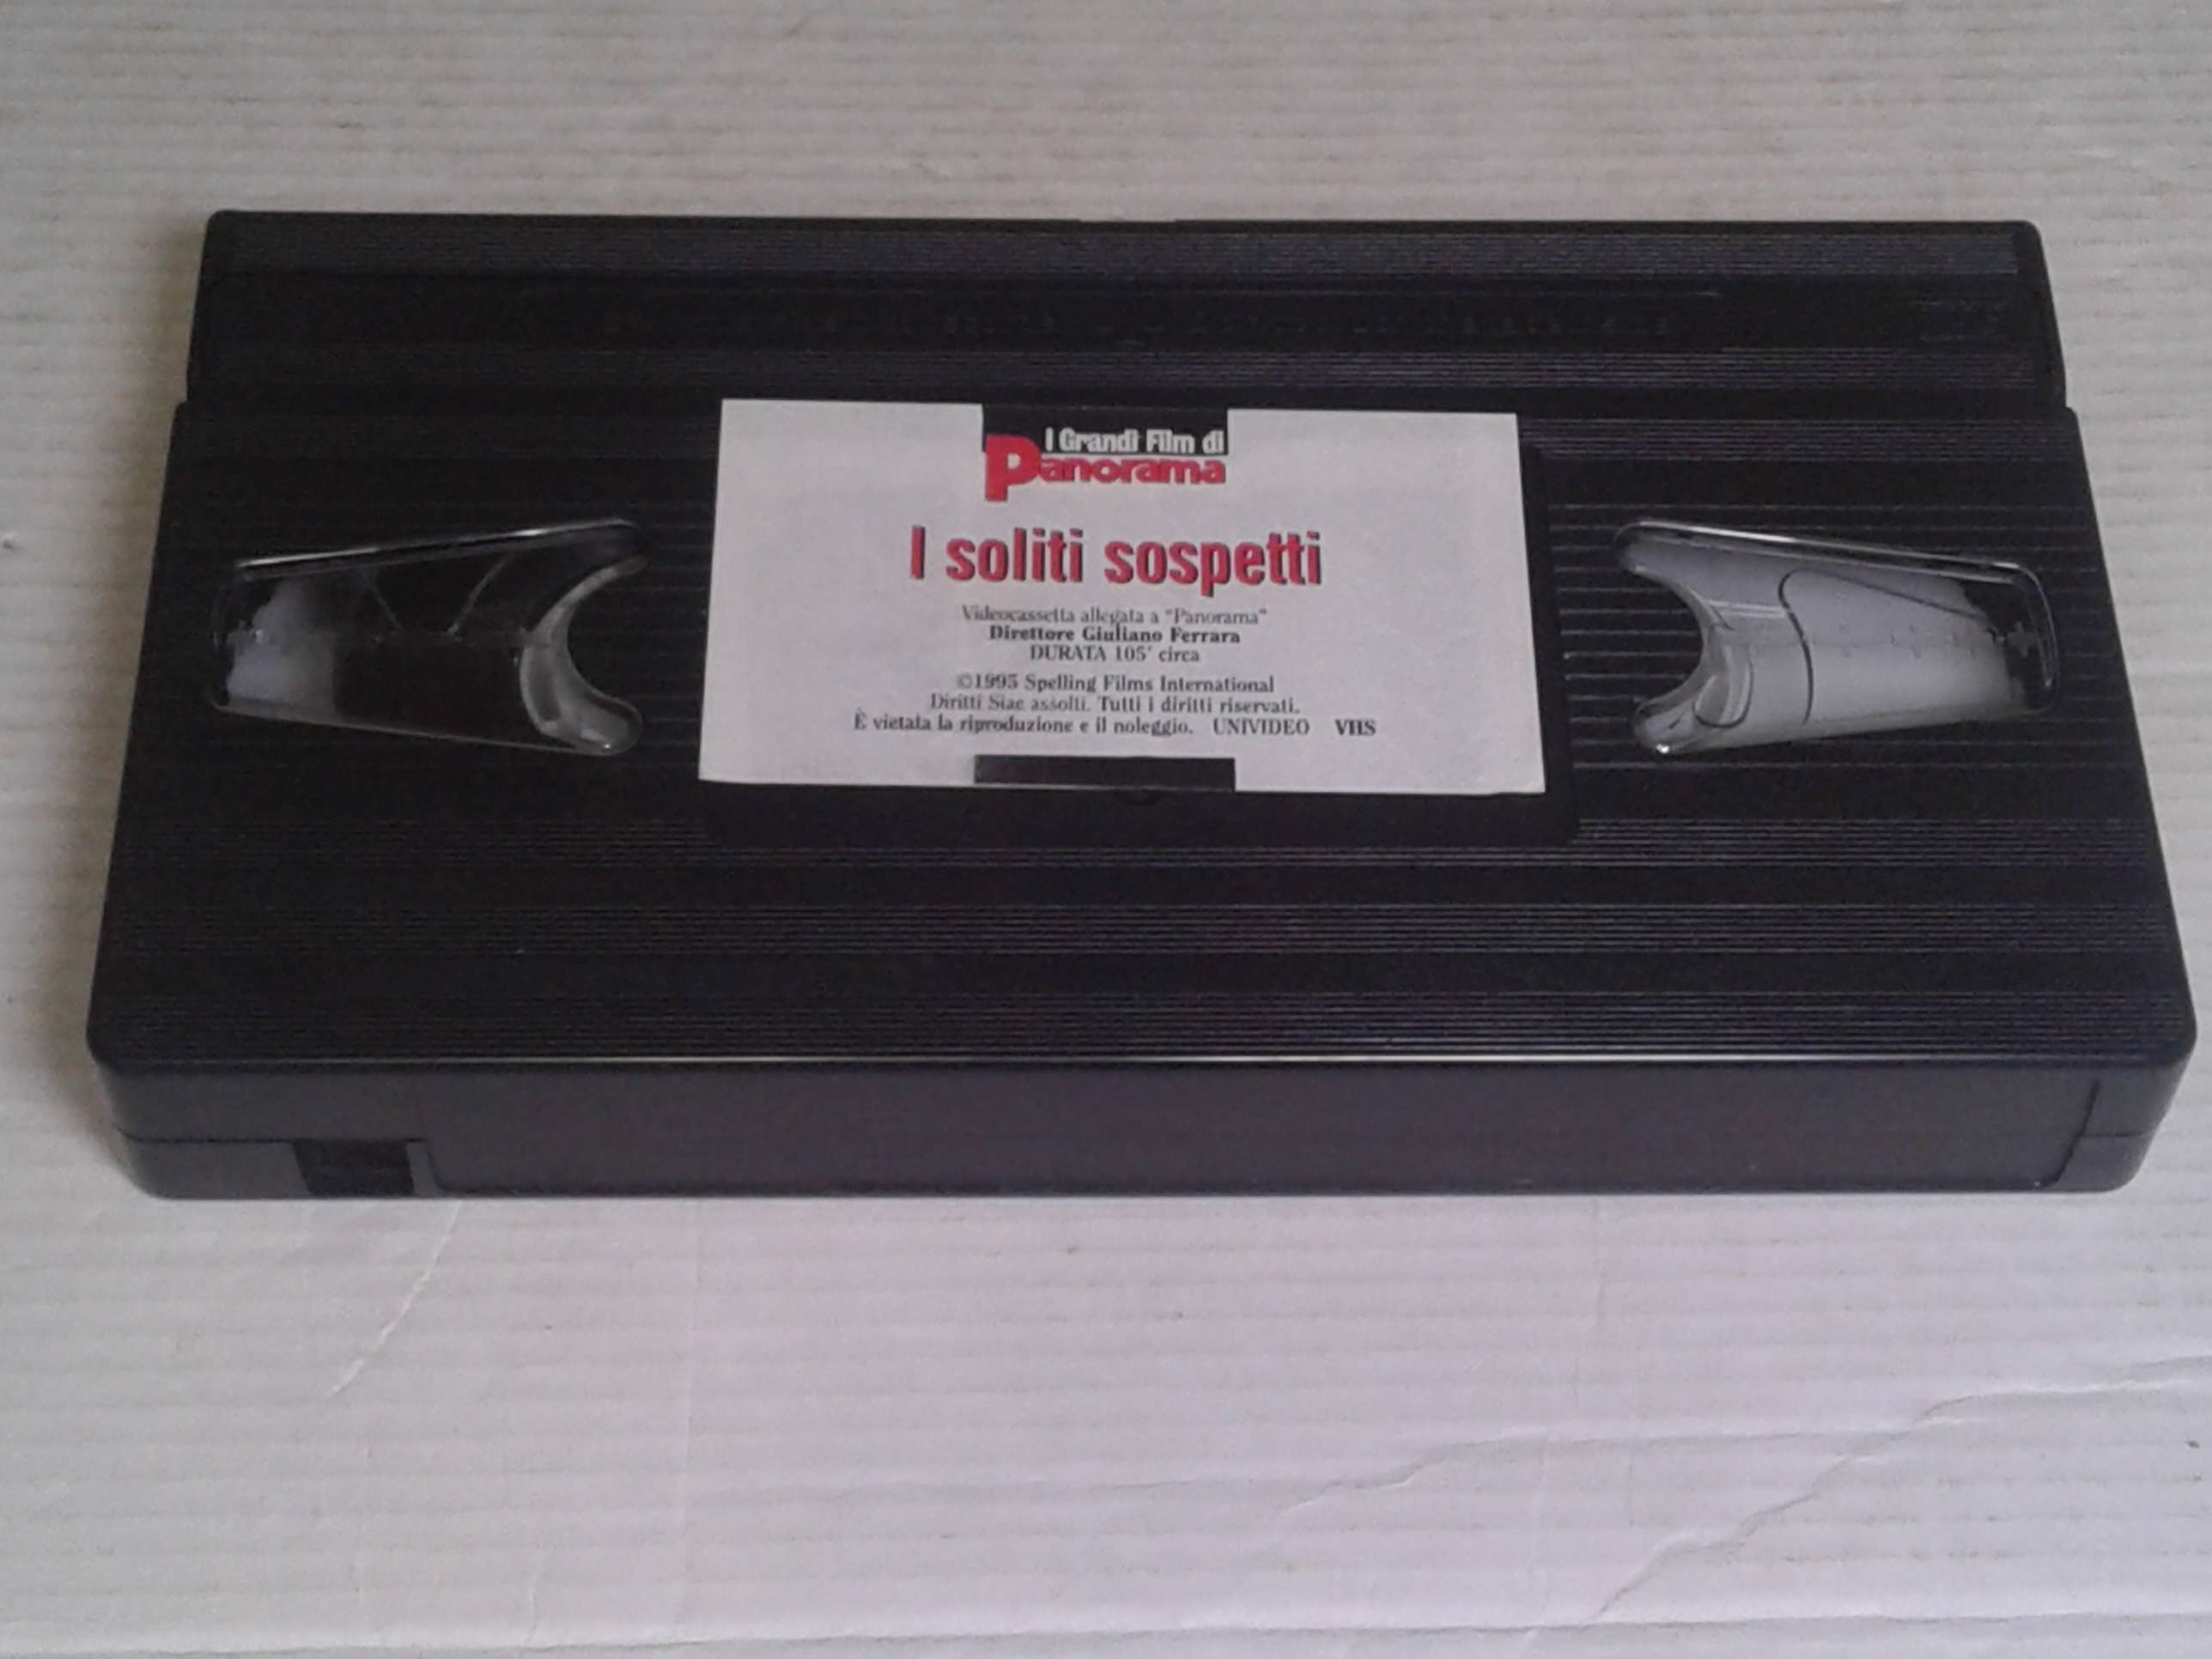 I Grandi Film di
Panorama
I soliti sospetti
Videocassetta allegata a "Panorama"
Direttore Giuliano Ferrara
DURATA 105' circa
©1995 Spelling Films International
Diritti Siae assolti. Tutti i diritti riservati.
È vietata la riproduzione e il noleggio. UNIVIDEO VHS